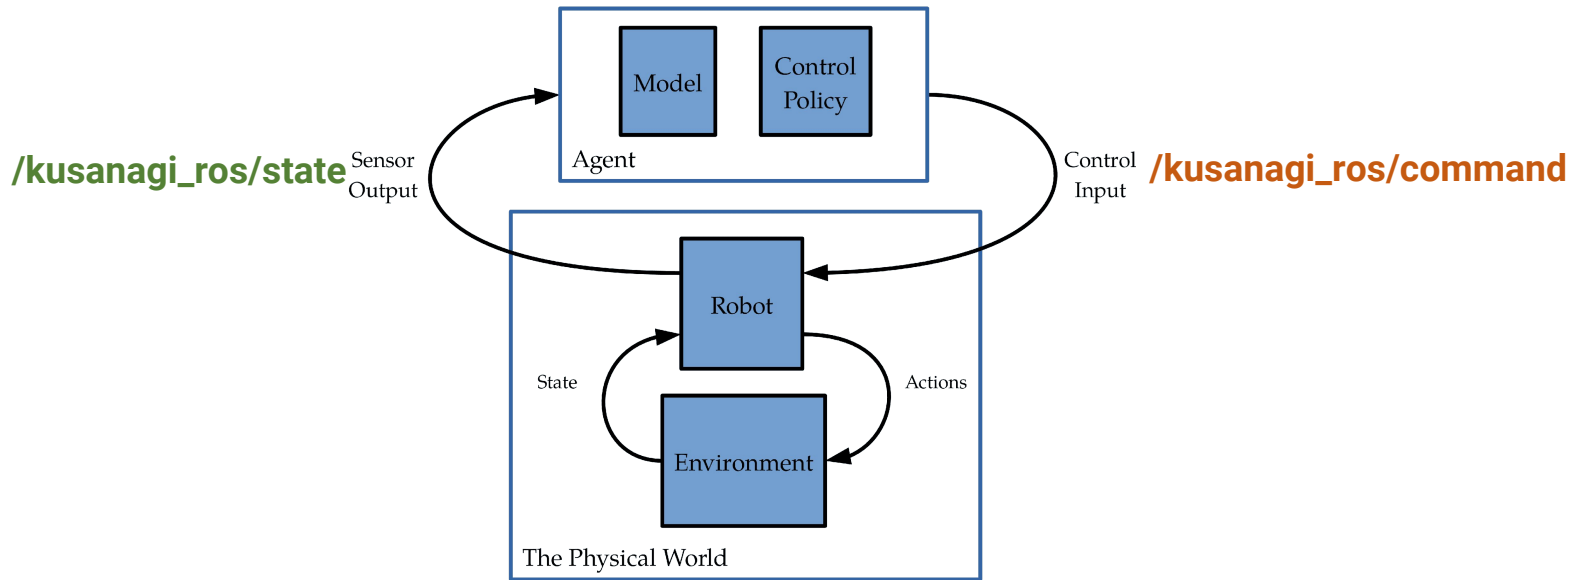 Model
Control
Policy
Agent
/kusanagi_ros/state
Sensor
Output
Control
Input
/kusanagi_ros/command
Robot
State
Actions
Environment
The Physical World